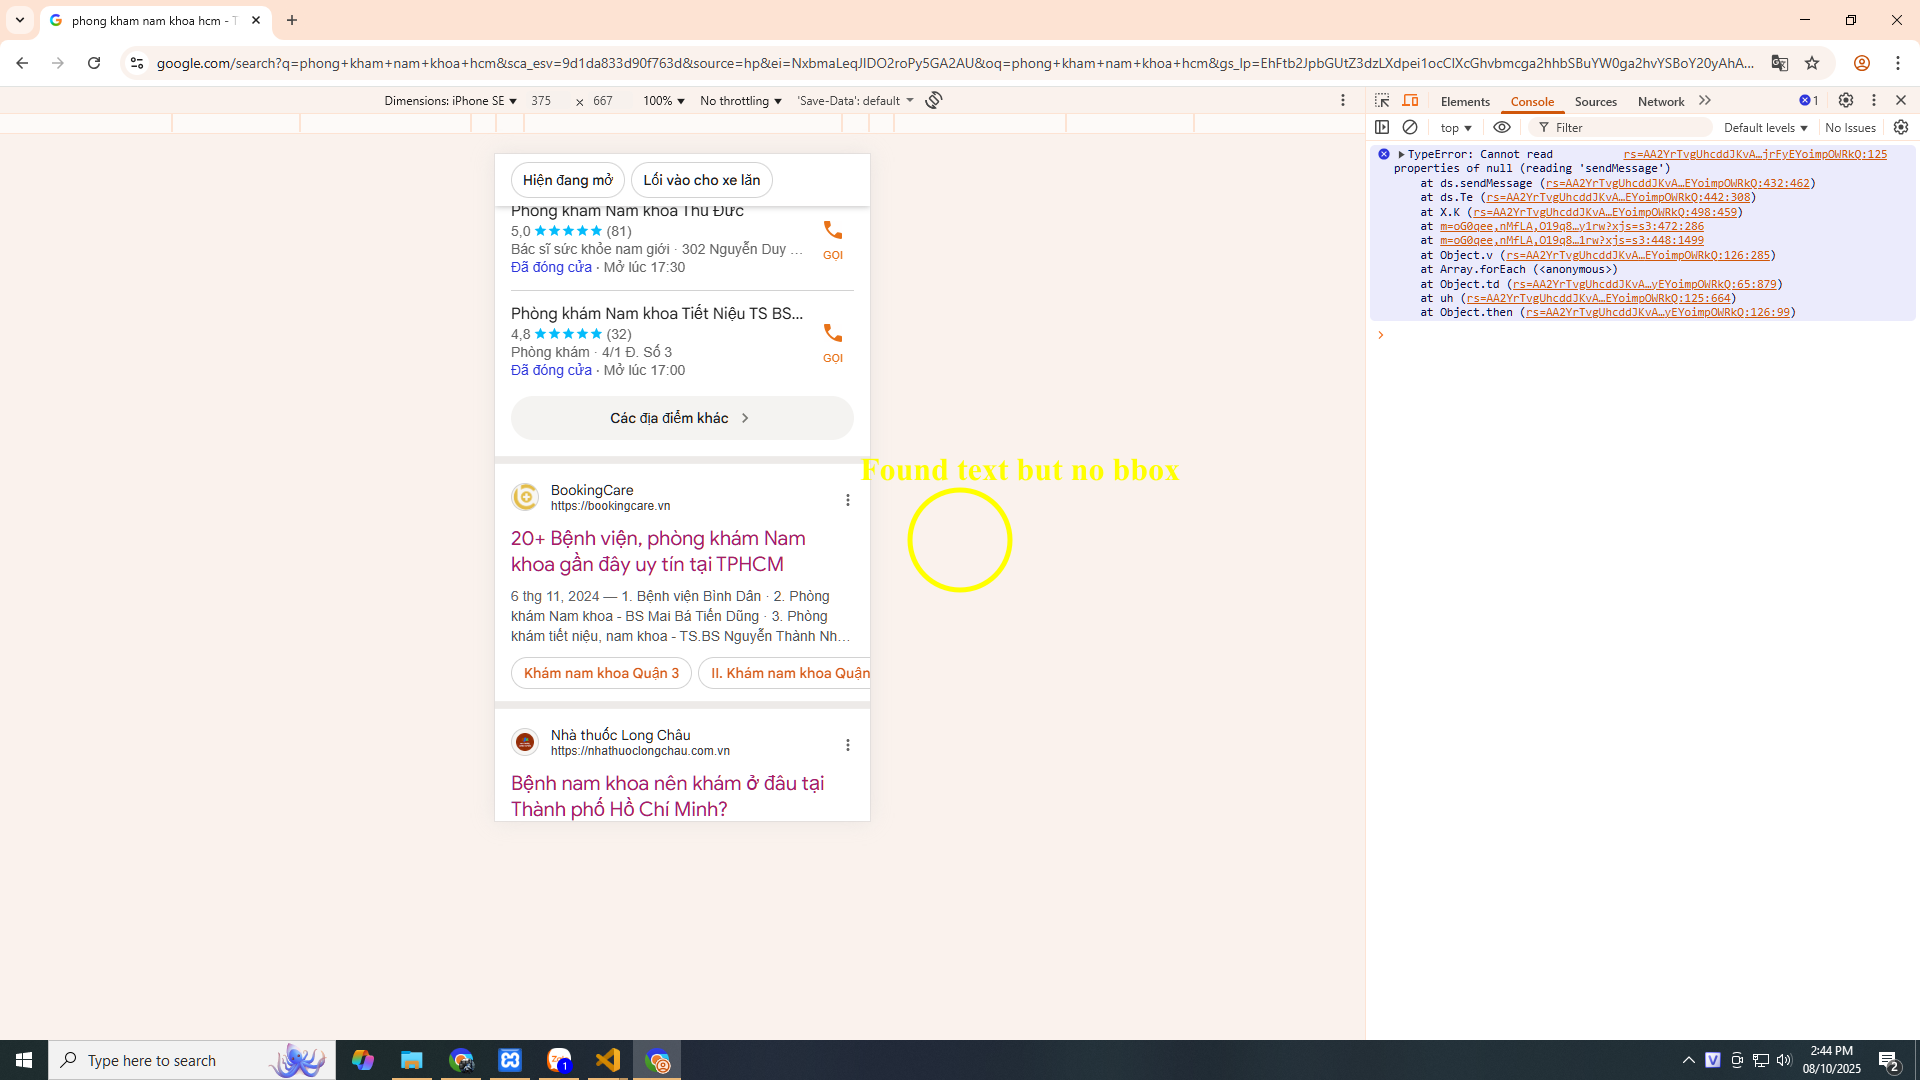 phong kham nam khoa hcm - T
google.com/search?q=phong+kham+nam+khoa+hcm&sca_esv=9d1da833d90f763d&source=hp&ei=NxbmaLeqJIDO2roPy5GA2AU&oq=phong+kham+nam+khoa+hcm&gs_lp=EhFtb2JpbGUtZ3dzLXdpei1ocCIXcGhvbmcga2hhbSBuYW0ga2hvYSBoY20yAhA...
Dimensions: iPhone SE 375 × 667 100% No throttling 'Save-Data': default
Hiện đang mở
Lối vào cho xe lăn
Phòng khám Nam khoa Thủ Đức
5,0 (81)
Bác sĩ sức khỏe nam giới · 302 Nguyễn Duy ...
Đã đóng cửa · Mở lúc 17:30
GỌI
Phòng khám Nam khoa Tiết Niệu TS BS...
4,8 (32)
Phòng khám · 4/1 Đ. Số 3
Đã đóng cửa · Mở lúc 17:00
GỌI
Các địa điểm khác
Found text but no bbox
BookingCare
https://bookingcare.vn
20+ Bệnh viện, phòng khám Nam
khoa gần đây uy tín tại TPHCM
6 thg 11, 2024 — 1. Bệnh viện Bình Dân · 2. Phòng
khám Nam khoa - BS Mai Bá Tiến Dũng · 3. Phòng
khám tiết niệu, nam khoa - TS.BS Nguyễn Thành Nh...
Khám nam khoa Quận 3
II. Khám nam khoa Quận
Nhà thuốc Long Châu
https://nhathuoclongchau.com.vn
Bệnh nam khoa nên khám ở đâu tại
Thành phố Hồ Chí Minh?
Elements Console Sources Network 1
top Filter Default levels No Issues
TypeError: Cannot read rs=AA2YrTvgUhcddJKvA…jrFyEYoimpOWRkQ:125
properties of null (reading 'sendMessage')
at ds.sendMessage (rs=AA2YrTvgUhcddJKvA…EYoimpOWRkQ:432:462)
at ds.Te (rs=AA2YrTvgUhcddJKvA…EYoimpOWRkQ:442:308)
at X.K (rs=AA2YrTvgUhcddJKvA…EYoimpOWRkQ:498:459)
at m=oG0qee,nMfLA,O19q8…y1rw?xjs=s3:472:286
at m=oG0qee,nMfLA,O19q8…1rw?xjs=s3:448:1499
at Object.v (rs=AA2YrTvgUhcddJKvA…EYoimpOWRkQ:126:285)
at Array.forEach (<anonymous>)
at Object.td (rs=AA2YrTvgUhcddJKvA…yEYoimpOWRkQ:65:879)
at uh (rs=AA2YrTvgUhcddJKvA…EYoimpOWRkQ:125:664)
at Object.then (rs=AA2YrTvgUhcddJKvA…yEYoimpOWRkQ:126:99)
Type here to search
1
V
2:44 PM
08/10/2025
2